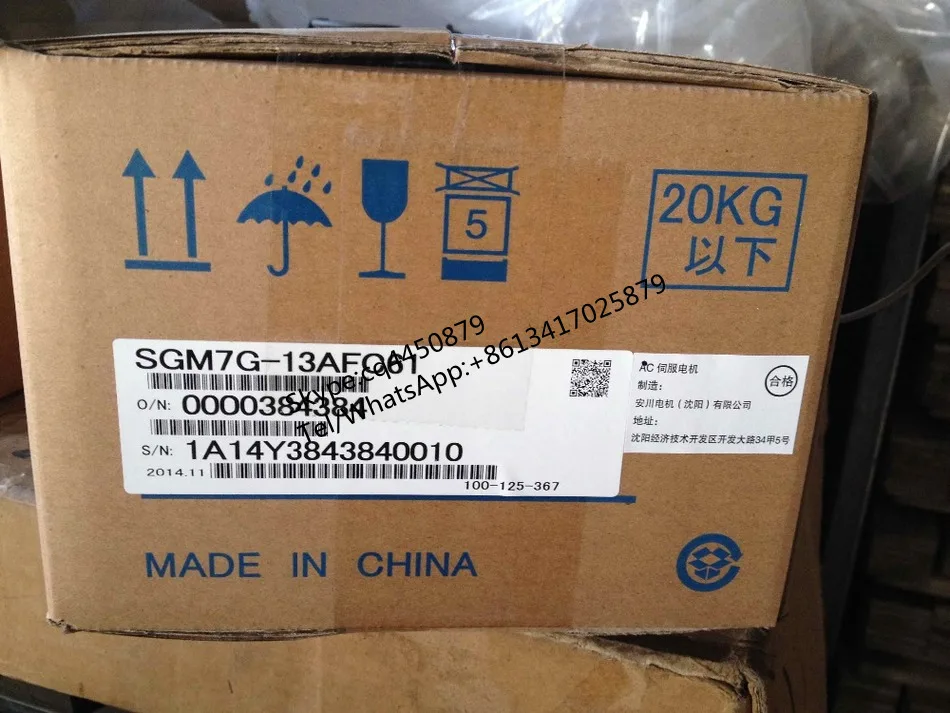 5
20KG
以下
SGM7G-13AFC61
O/N: 0000384384
S/N: 1A14Y3843840010
2014.11
100-125-367
AC 伺服电机
制造：
安川电机（沈阳）有限公司
地址：
沈阳经济技术开发区开发大路34甲5号
合格
Tel/WhatsApp:+8613417025879
MADE IN CHINA